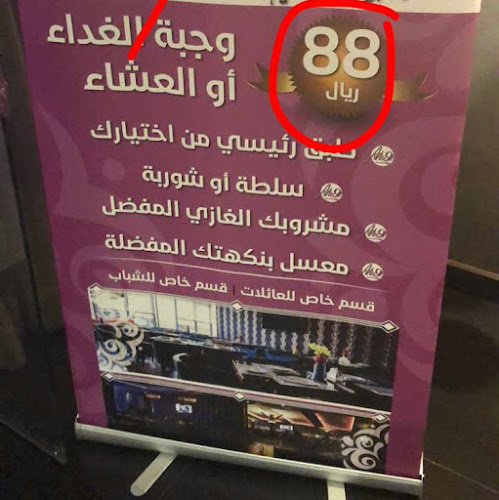 وجبة الغداء
أو العشاء
88
ريال
طبق رئيسي من اختيارك
سلطة أو شوربة
مشروبك الغازي المفضل
معسل بنكهتك المفضلة
قسم خاص للعائلات | قسم خاص للشباب